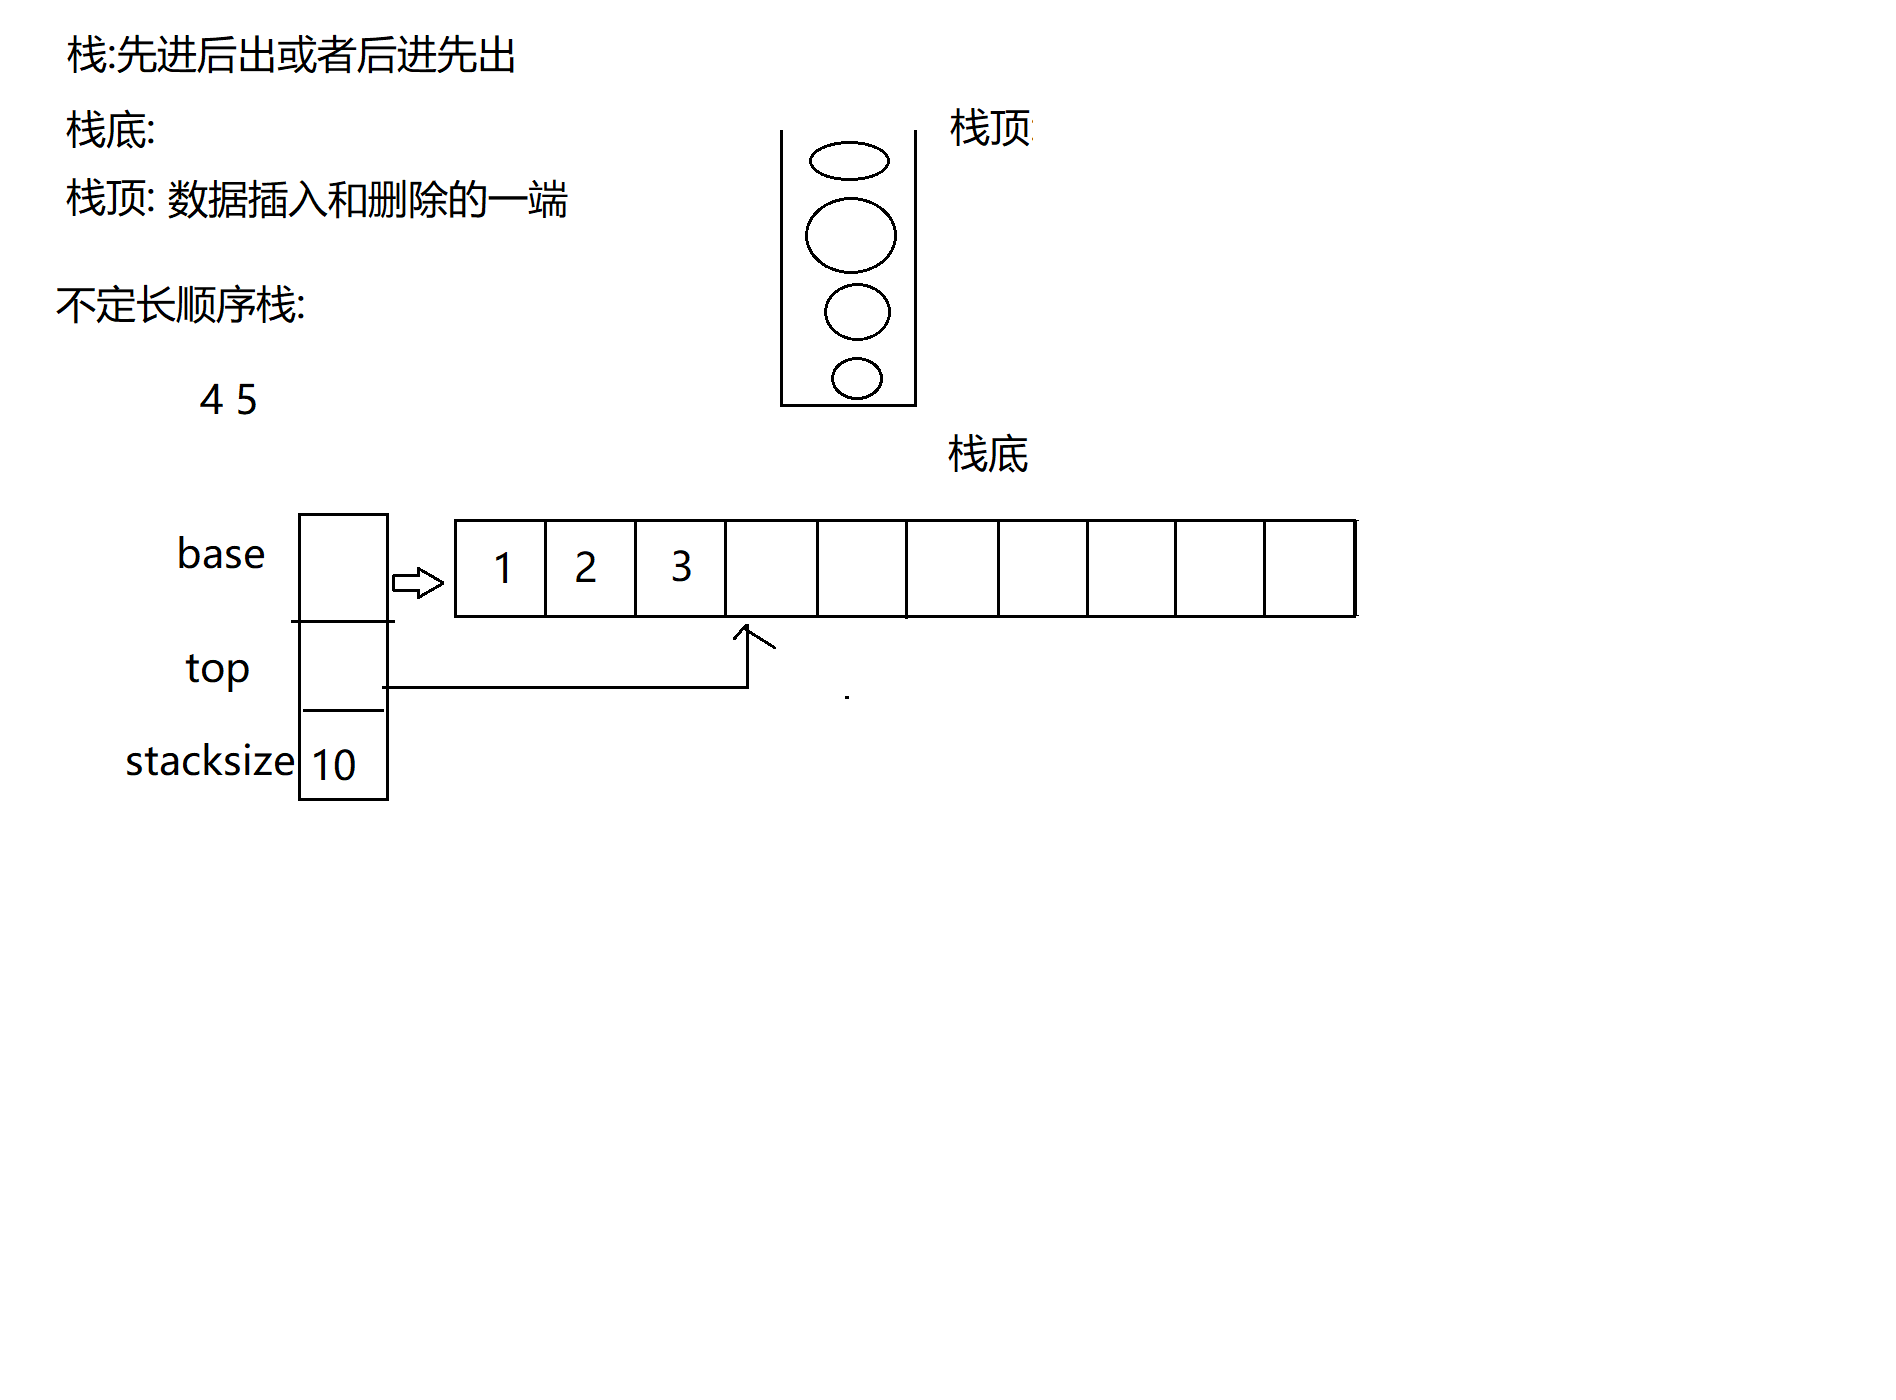 栈:先进后出或者后进先出
栈底:
栈顶:
栈顶: 数据插入和删除的一端
不定长顺序栈:
4 5
栈底
base
1 2 3
top
stacksize 10